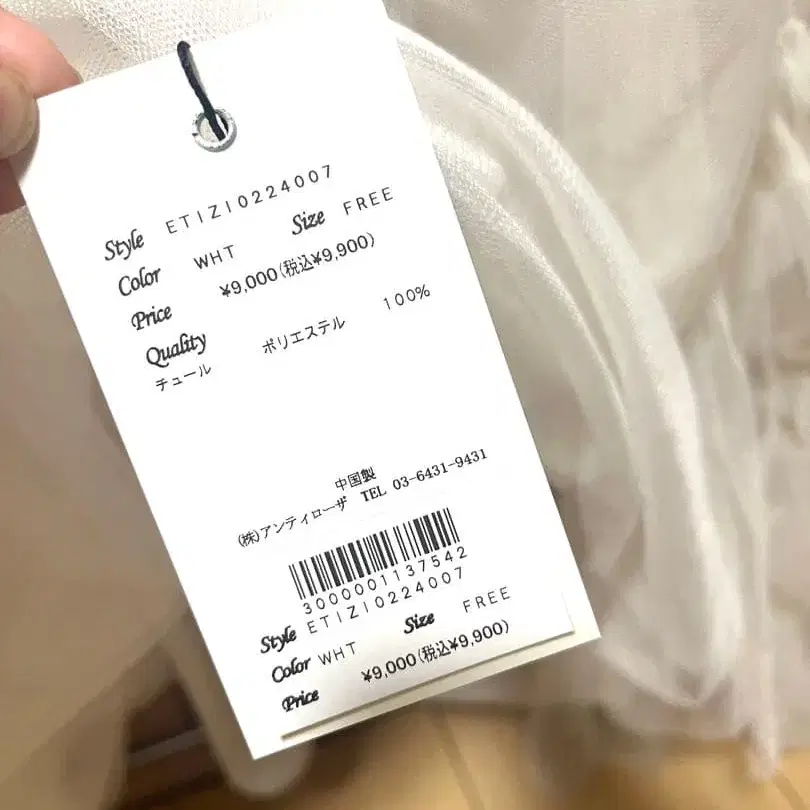 Style ETIZI0224007
Color WHT Size FREE
Price ¥9,000(税込¥9,900)
Quality
チュール ポリエステル 100%
中国製
(株)アンティローザ TEL 03-6431-9431
3000001137542
Style ETIZI0224007
Color WHT Size FREE
Price ¥9,000(税込¥9,900)